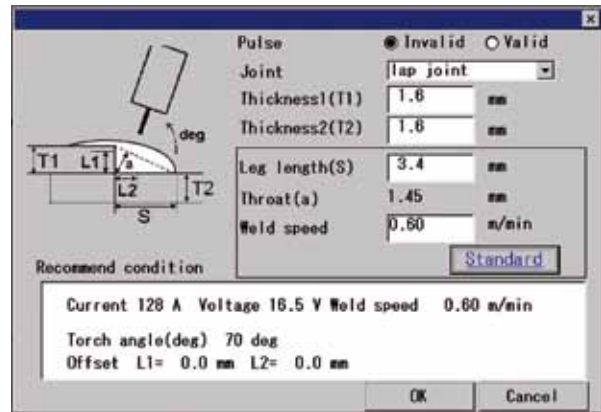 Pulse Invalid Valid
Joint lap joint
Thickness1(T1) 1.6 mm
Thickness2(T2) 1.6 mm
deg
T1 L1 a
L2 T2
S
Leg length(S) 3.4 mm
Throat(a) 1.45 mm
Weld speed 0.60 m/min
Standard
Recommend condition
Current 128 A Voltage 16.5 V Weld speed 0.60 m/min
Torch angle(deg) 70 deg
Offset L1= 0.0 mm L2= 0.0 mm
OK Cancel